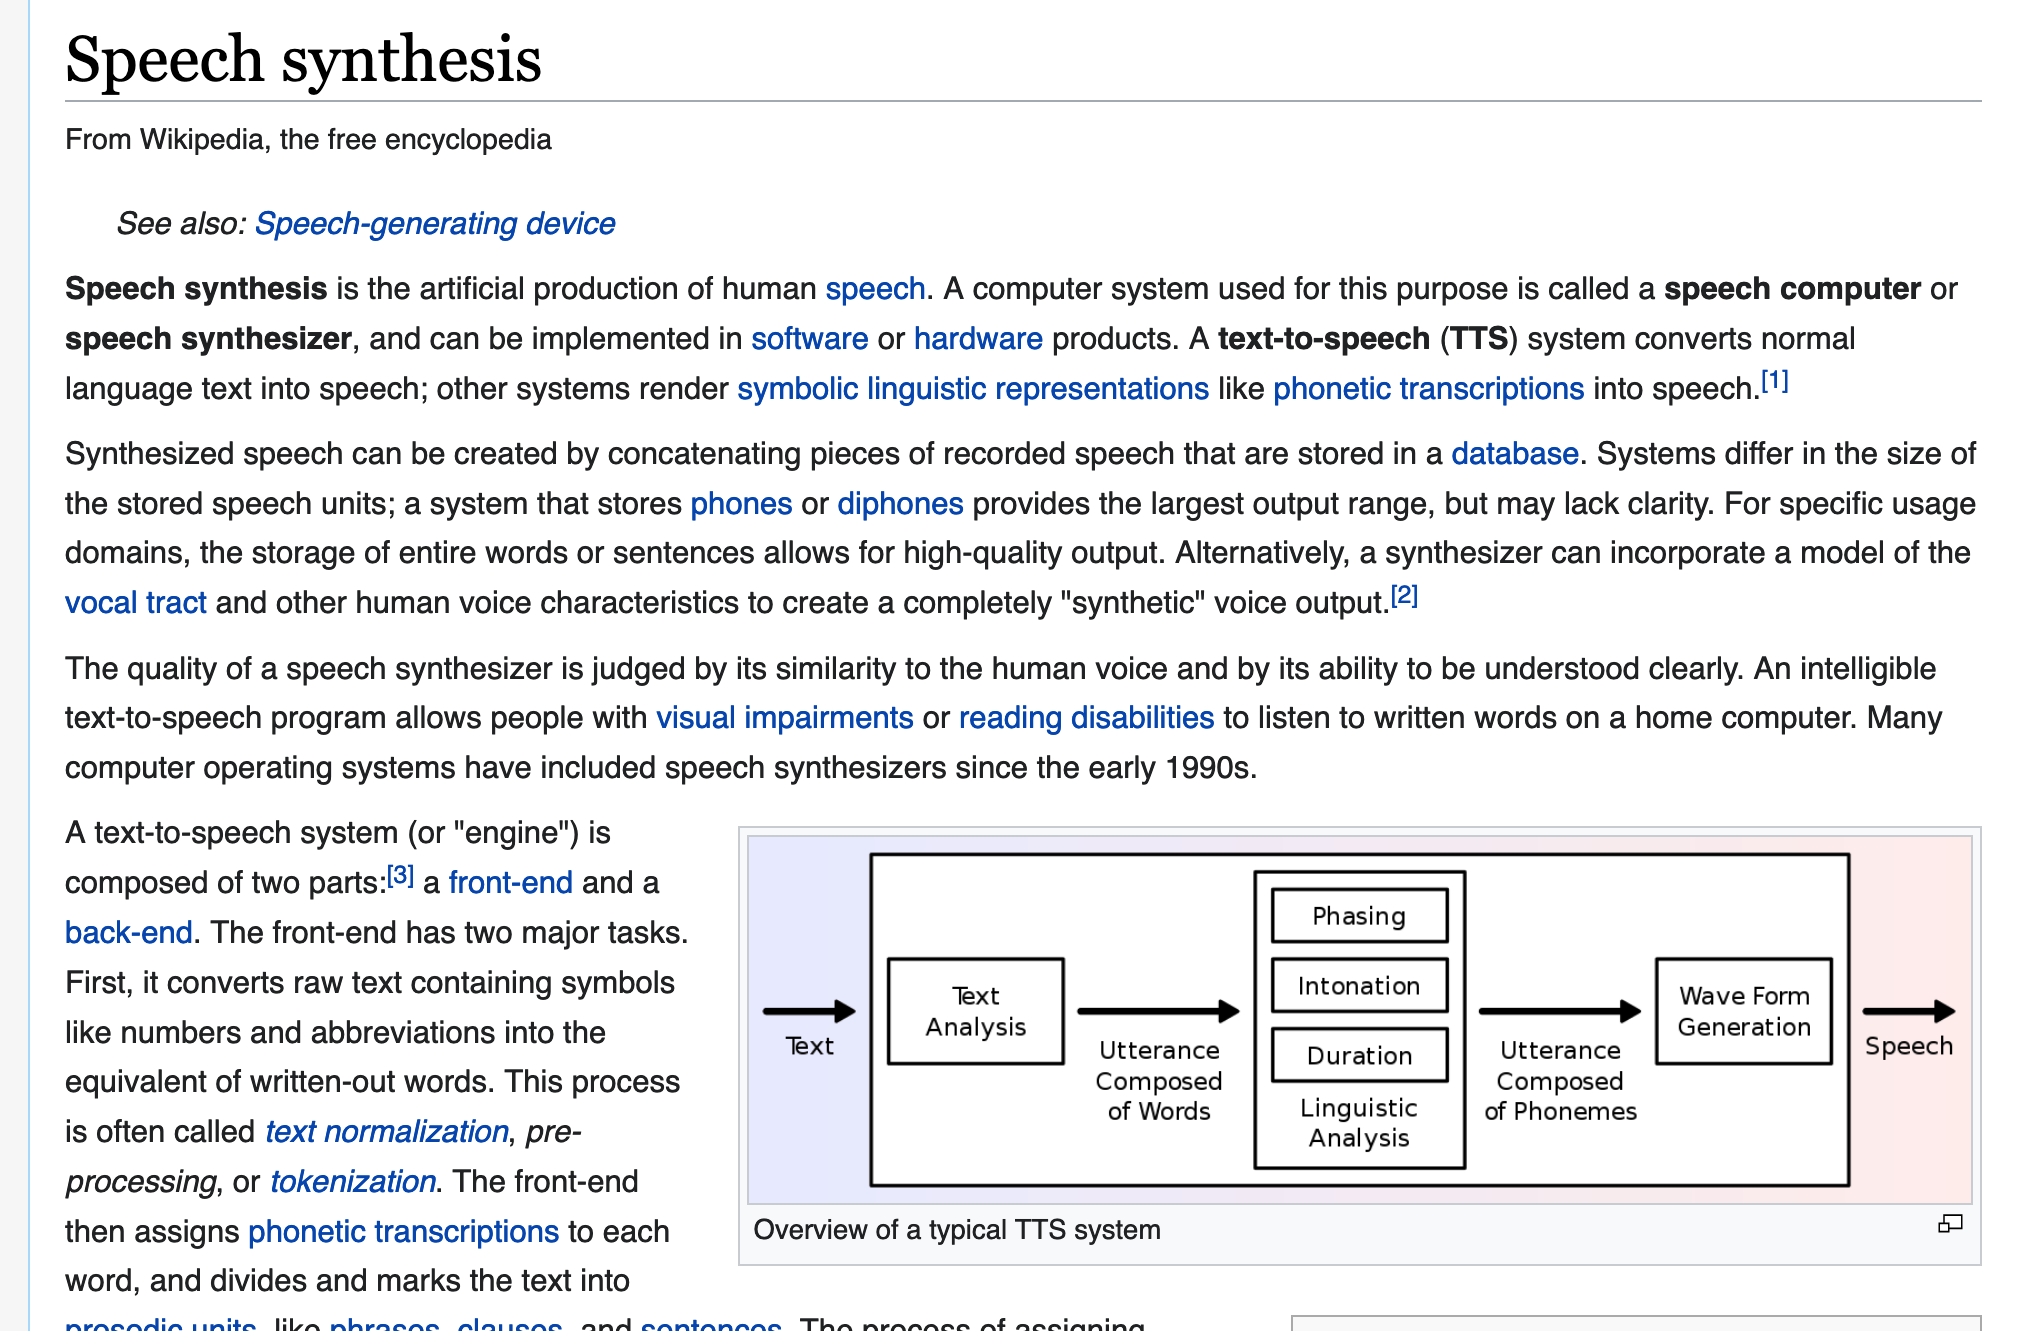 Speech synthesis
From Wikipedia, the free encyclopedia
See also: Speech-generating device
Speech synthesis is the artificial production of human speech. A computer system used for this purpose is called a speech computer or
speech synthesizer, and can be implemented in software or hardware products. A text-to-speech (TTS) system converts normal
language text into speech; other systems render symbolic linguistic representations like phonetic transcriptions into speech.[1]
Synthesized speech can be created by concatenating pieces of recorded speech that are stored in a database. Systems differ in the size of
the stored speech units; a system that stores phones or diphones provides the largest output range, but may lack clarity. For specific usage
domains, the storage of entire words or sentences allows for high-quality output. Alternatively, a synthesizer can incorporate a model of the
vocal tract and other human voice characteristics to create a completely "synthetic" voice output.[2]
The quality of a speech synthesizer is judged by its similarity to the human voice and by its ability to be understood clearly. An intelligible
text-to-speech program allows people with visual impairments or reading disabilities to listen to written words on a home computer. Many
computer operating systems have included speech synthesizers since the early 1990s.
A text-to-speech system (or "engine") is
composed of two parts:[3] a front-end and a
back-end. The front-end has two major tasks.
First, it converts raw text containing symbols
like numbers and abbreviations into the
equivalent of written-out words. This process
is often called text normalization, pre-
processing, or tokenization. The front-end
then assigns phonetic transcriptions to each
word, and divides and marks the text into
prosodic units, like phrases, clauses, and sentences. The process of assigning
Text
Text
Analysis
Utterance
Composed
of Words
Phasing
Intonation
Duration
Linguistic
Analysis
Utterance
Composed
of Phonemes
Wave Form
Generation
Speech
Overview of a typical TTS system